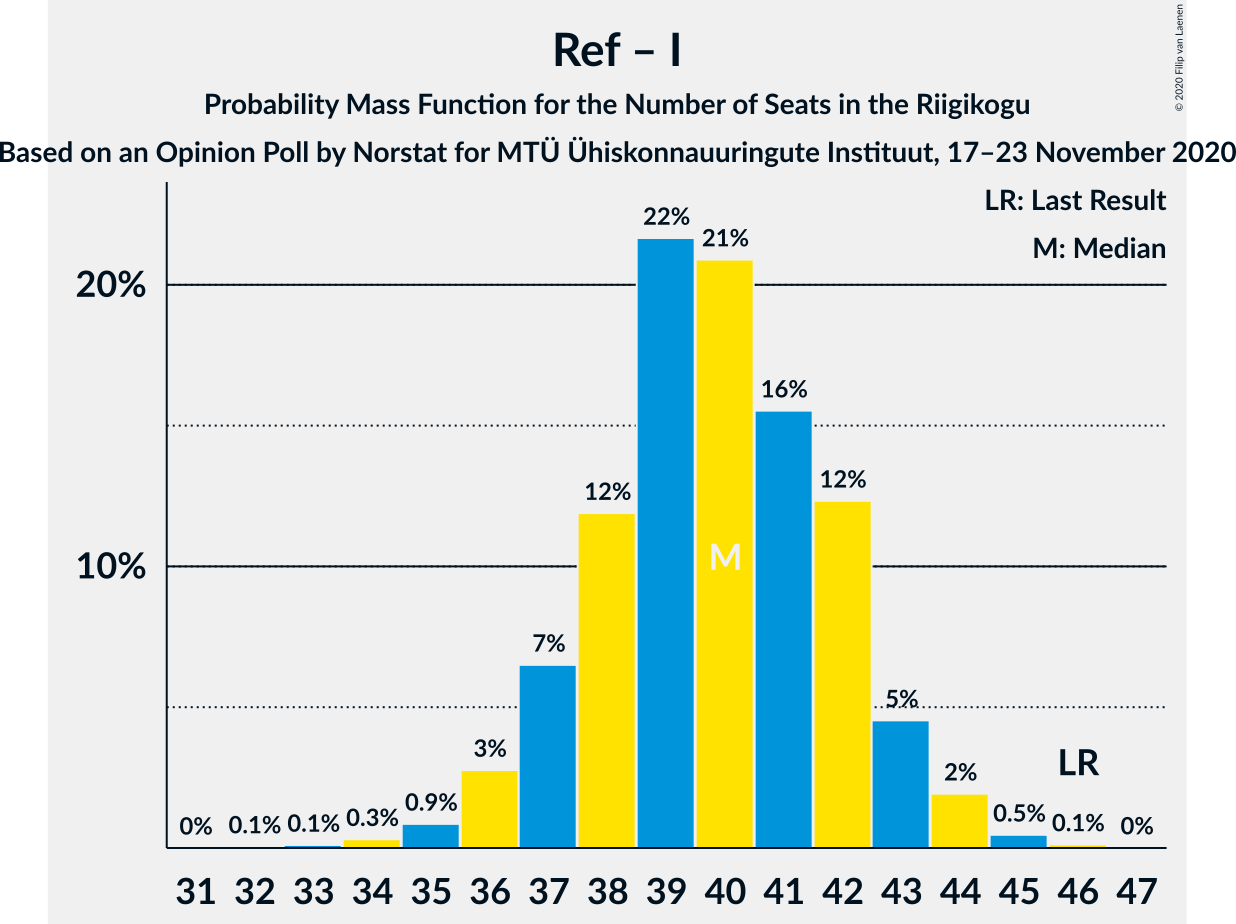 Ref – I
Probability Mass Function for the Number of Seats in the Riigikogu
Based on an Opinion Poll by Norstat for MTÜ Ühiskonnauuringute Instituut, 17–23 November 2020
© 2020 Filip van Laenen
LR: Last Result
M: Median
22%
21%
20%
16%
12%
12%
M
10%
7%
5%
3%
LR
2%
0% 0.1% 0.1% 0.3% 0.9% 0.5% 0.1% 0%
31 32 33 34 35 36 37 38 39 40 41 42 43 44 45 46 47